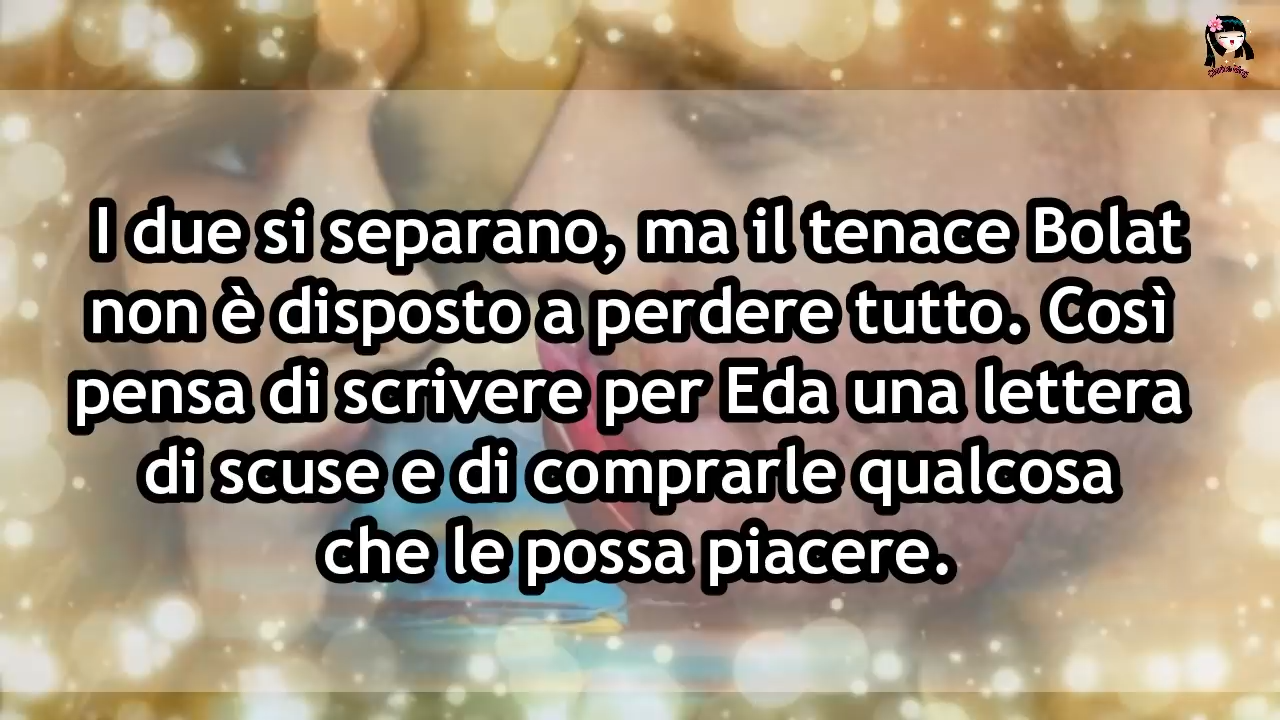 I due si separano, ma il tenace Bolat
non è disposto a perdere tutto. Così
pensa di scrivere per Eda una lettera
di scuse e di comprarle qualcosa
che le possa piacere.